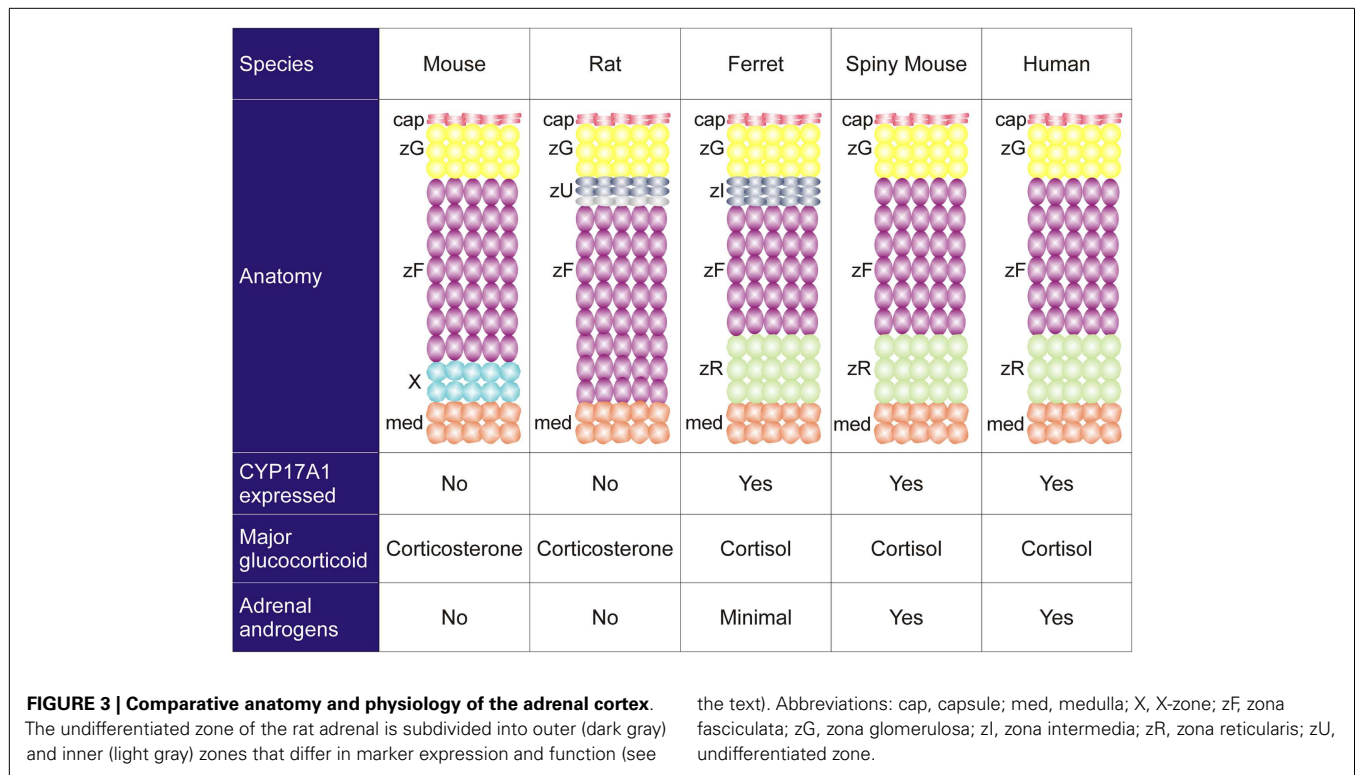 Species Mouse Rat Ferret Spiny Mouse Human
Anatomy
cap cap cap cap cap
zG zG zG zG zG
zU zI
zF zF zF zF zF
X zR zR zR
med med med med med
CYP17A1
expressed No No Yes Yes Yes
Major
glucocorticoid Corticosterone Corticosterone Cortisol Cortisol Cortisol
Adrenal
androgens No No Minimal Yes Yes
FIGURE 3 | Comparative anatomy and physiology of the adrenal cortex.
The undifferentiated zone of the rat adrenal is subdivided into outer (dark gray)
and inner (light gray) zones that differ in marker expression and function (see
the text). Abbreviations: cap, capsule; med, medulla; X, X-zone; zF, zona
fasciculata; zG, zona glomerulosa; zI, zona intermedia; zR, zona reticularis; zU,
undifferentiated zone.